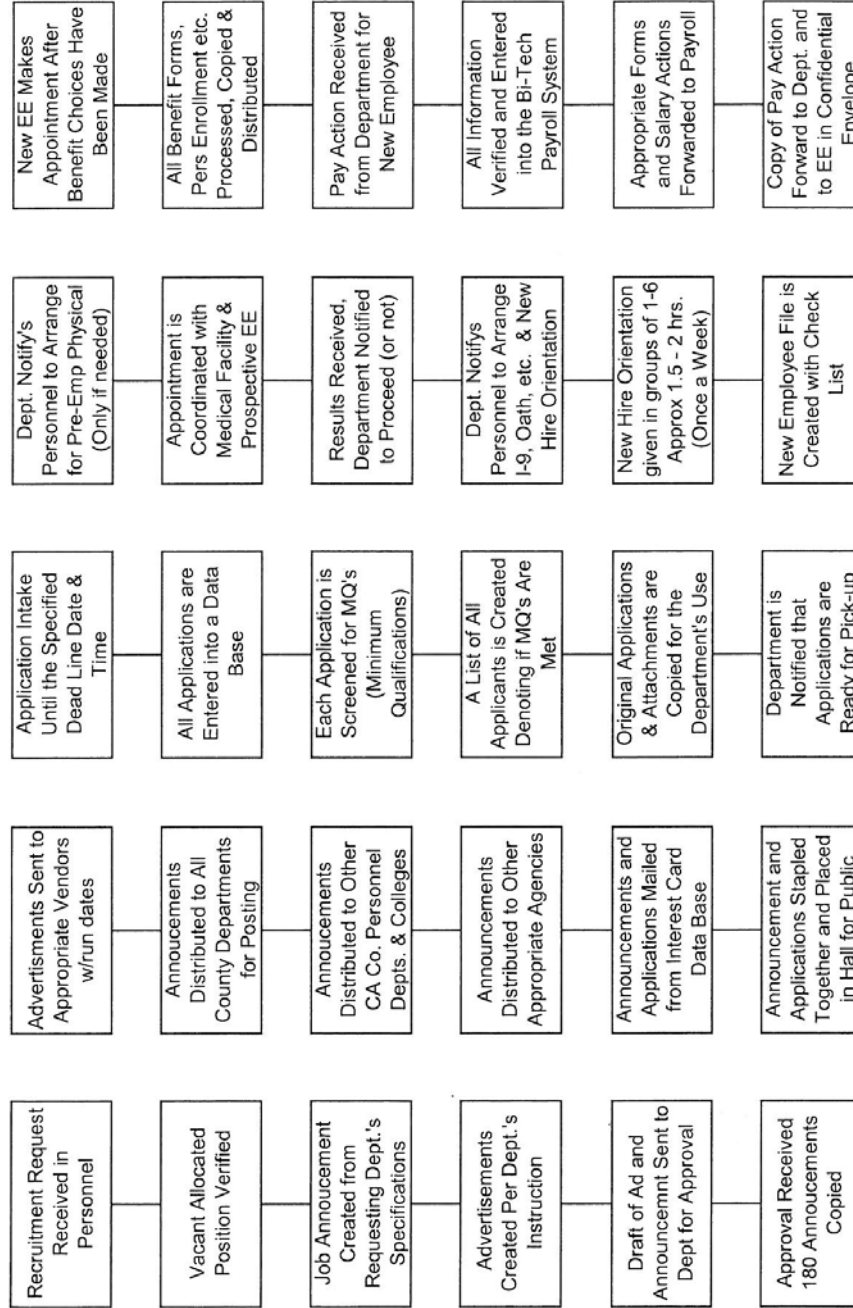 Recruitment Request
Received in
Personnel
Vacant Allocated
Position Verified
Job Annoucement
Created from
Requesting Dept.'s
Specifications
Advertisements
Created Per Dept.'s
Instruction
Draft of Ad and
Announcemnt Sent to
Dept for Approval
Approval Received
180 Annoucements
Copied
Advertisments Sent to
Appropriate Vendors
w/run dates
Annoucements
Distributed to All
County Departments
for Posting
Annoucements
Distributed to Other
CA Co. Personnel
Depts. & Colleges
Announcements
Distributed to Other
Appropriate Agencies
Announcements and
Applications Mailed
from Interest Card
Data Base
Announcement and
Applications Stapled
Together and Placed
in Hall for Public
Application Intake
Until the Specified
Dead Line Date &
Time
All Applications are
Entered into a Data
Base
Each Application is
Screened for MQ's
(Minimum
Qualifications)
A List of All
Applicants is Created
Denoting if MQ's Are
Met
Original Applications
& Attachments are
Copied for the
Department's Use
Department is
Notified that
Applications are
Ready for Pick-up
Dept. Notify's
Personnel to Arrange
for Pre-Emp Physical
(Only if needed)
Appointment is
Coordinated with
Medical Facility &
Prospective EE
Results Received,
Department Notified
to Proceed (or not)
Dept. Notifys
Personnel to Arrange
I-9, Oath, etc. & New
Hire Orientation
New Hire Orientation
given in groups of 1-6
Approx 1.5 - 2 hrs.
(Once a Week)
New Employee File is
Created with Check
List
New EE Makes
Appointment After
Benefit Choices Have
Been Made
All Benefit Forms,
Pers Enrollment etc.
Processed, Copied &
Distributed
Pay Action Received
from Department for
New Employee
All Information
Verified and Entered
into the Bi-Tech
Payroll System
Appropriate Forms
and Salary Actions
Forwarded to Payroll
Copy of Pay Action
Forward to Dept. and
to EE in Confidential
Envelope